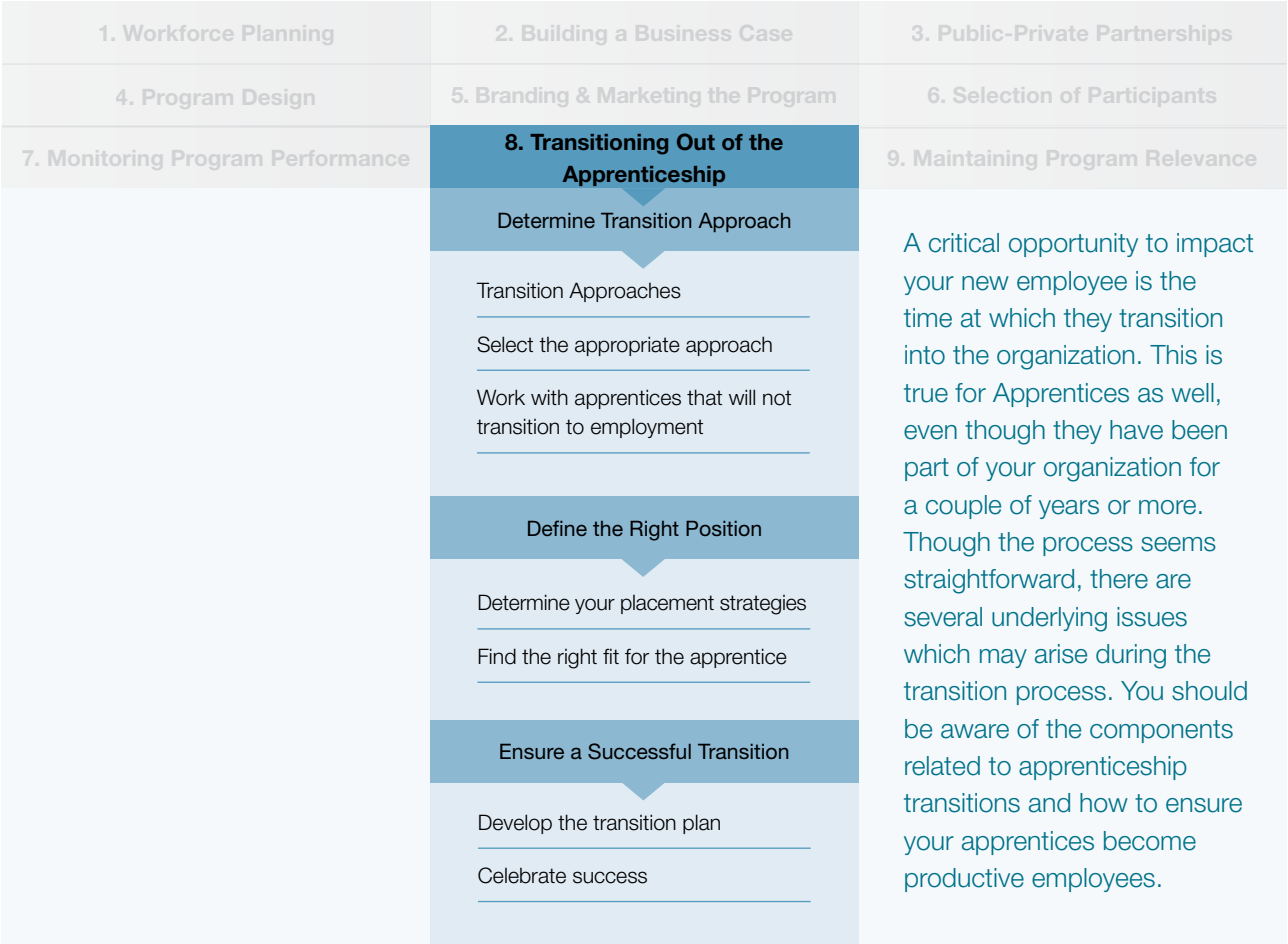 1. Workforce Planning
2. Building a Business Case
3. Public-Private Partnerships
4. Program Design
5. Branding & Marketing the Program
6. Selection of Participants
7. Monitoring Program Performance
8. Transitioning Out of the
Apprenticeship
9. Maintaining Program Relevance
Determine Transition Approach
Transition Approaches
Select the appropriate approach
Work with apprentices that will not
transition to employment
Define the Right Position
Determine your placement strategies
Find the right fit for the apprentice
Ensure a Successful Transition
Develop the transition plan
Celebrate success
A critical opportunity to impact
your new employee is the
time at which they transition
into the organization. This is
true for Apprentices as well,
even though they have been
part of your organization for
a couple of years or more.
Though the process seems
straightforward, there are
several underlying issues
which may arise during the
transition process. You should
be aware of the components
related to apprenticeship
transitions and how to ensure
your apprentices become
productive employees.